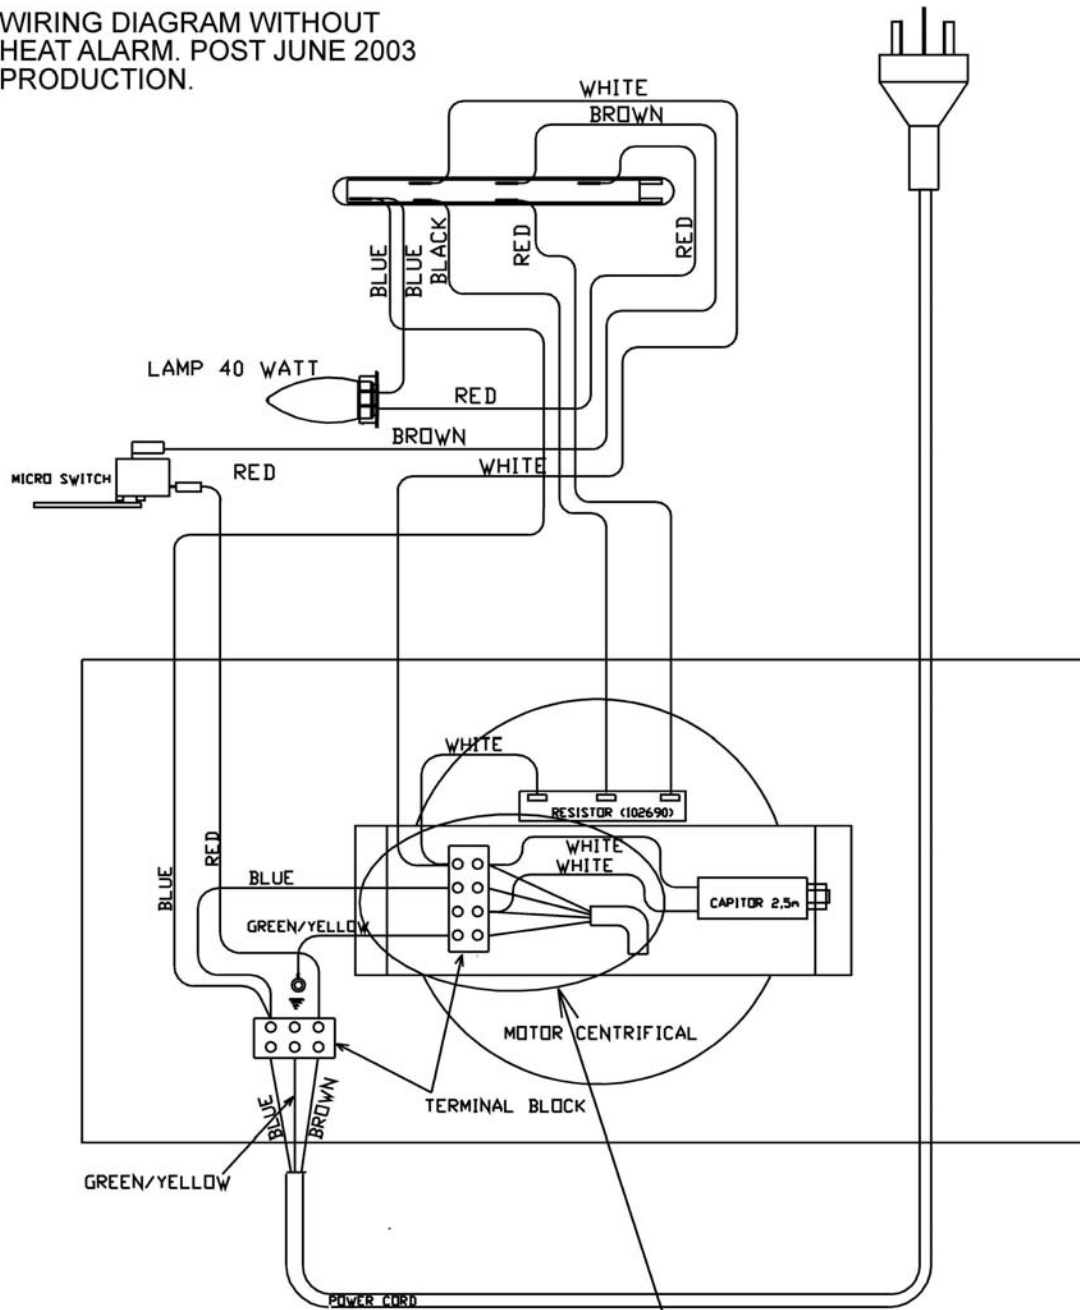 WIRING DIAGRAM WITHOUT
HEAT ALARM. POST JUNE 2003
PRODUCTION.
WHITE
BROWN
BLUE
BLUE
BLACK
RED
RED
LAMP 40 WATT
RED
BROWN
WHITE
MICRO SWITCH
RED
WHITE
RESISTOR (102690)
WHITE
WHITE
CAPITOR 2,5m
BLUE
RED
BLUE
GREEN/YELLOW
MOTOR CENTRIFICAL
TERMINAL BLOCK
BLUE
BROWN
GREEN/YELLOW
POWER CORD